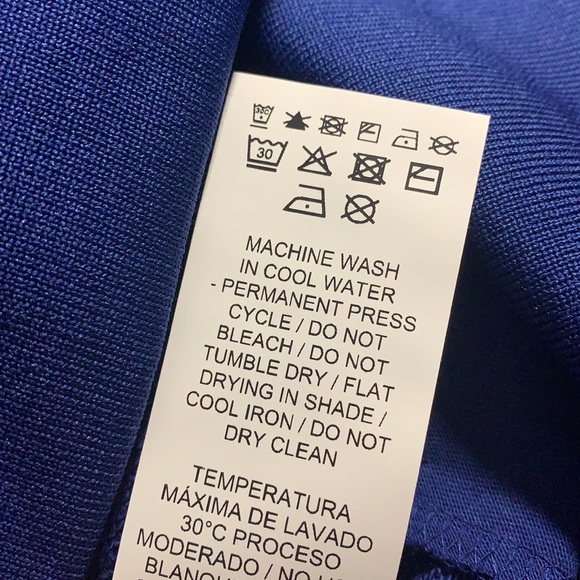 30
MACHINE WASH
IN COOL WATER
- PERMANENT PRESS
CYCLE / DO NOT
BLEACH / DO NOT
TUMBLE DRY / FLAT
DRYING IN SHADE /
COOL IRON / DO NOT
DRY CLEAN
TEMPERATURA
MÁXIMA DE LAVADO
30°C PROCESO
MODERADO / NO